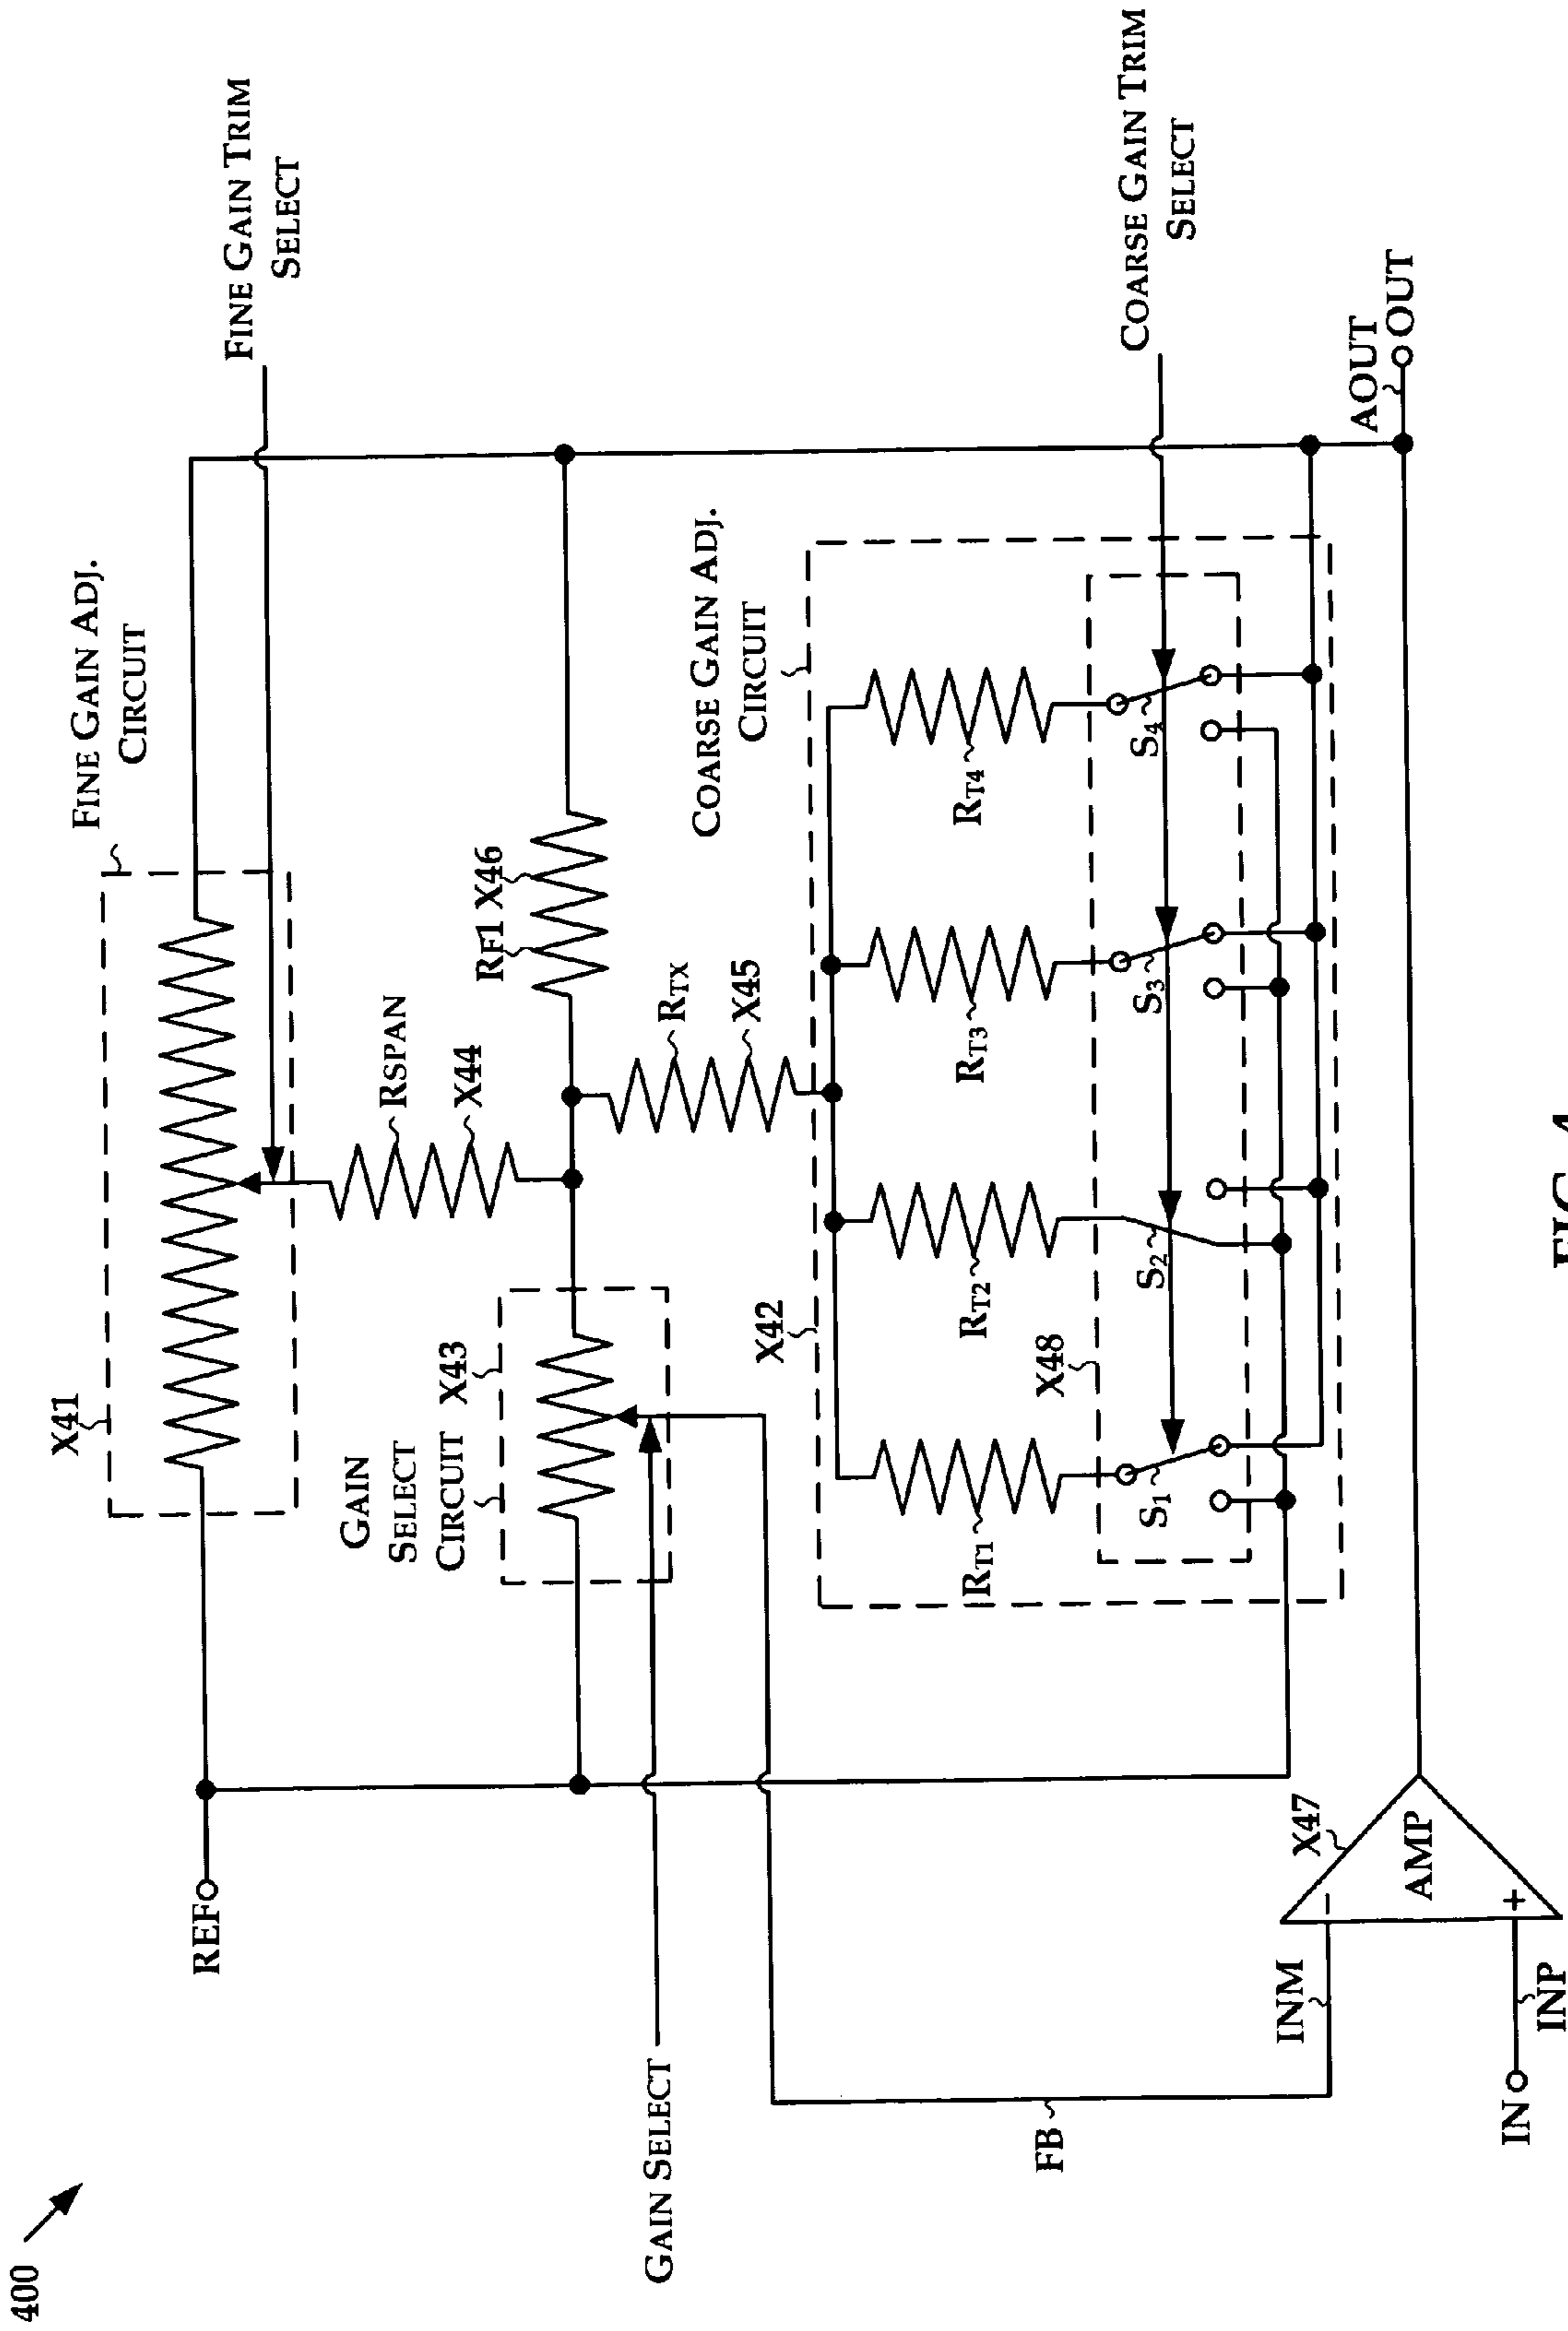 400
FINE GAIN ADJ.
CIRCUIT
X41
FINE GAIN TRIM
SELECT
REF
RSPAN
X44
GAIN
SELECT
CIRCUIT X43
RF1 X46
RTX
X45
GAIN SELECT
COARSE GAIN ADJ.
CIRCUIT
X42
RT1
RT2
RT3
RT4
X48
S1
S2
S3
S4
COARSE GAIN TRIM
SELECT
FB
INM
X47
AMP
−
+
IN
INP
AOUT
OUT